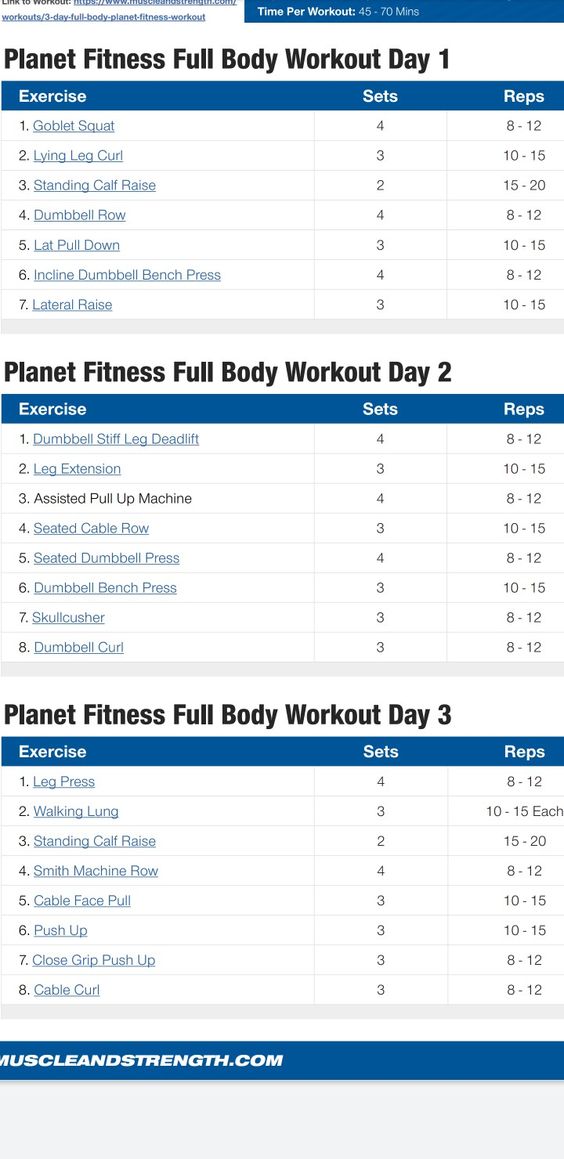 Link to Workout: https://www.muscleandstrength.com/
workouts/3-day-full-body-planet-fitness-workout
Time Per Workout: 45 - 70 Mins
Planet Fitness Full Body Workout Day 1
Exercise Sets Reps
1. Goblet Squat 4 8 - 12
2. Lying Leg Curl 3 10 - 15
3. Standing Calf Raise 2 15 - 20
4. Dumbbell Row 4 8 - 12
5. Lat Pull Down 3 10 - 15
6. Incline Dumbbell Bench Press 4 8 - 12
7. Lateral Raise 3 10 - 15
Planet Fitness Full Body Workout Day 2
Exercise Sets Reps
1. Dumbbell Stiff Leg Deadlift 4 8 - 12
2. Leg Extension 3 10 - 15
3. Assisted Pull Up Machine 4 8 - 12
4. Seated Cable Row 3 10 - 15
5. Seated Dumbbell Press 4 8 - 12
6. Dumbbell Bench Press 3 10 - 15
7. Skullcusher 3 8 - 12
8. Dumbbell Curl 3 8 - 12
Planet Fitness Full Body Workout Day 3
Exercise Sets Reps
1. Leg Press 4 8 - 12
2. Walking Lung 3 10 - 15 Each
3. Standing Calf Raise 2 15 - 20
4. Smith Machine Row 4 8 - 12
5. Cable Face Pull 3 10 - 15
6. Push Up 3 10 - 15
7. Close Grip Push Up 3 8 - 12
8. Cable Curl 3 8 - 12
MUSCLEANDSTRENGTH.COM